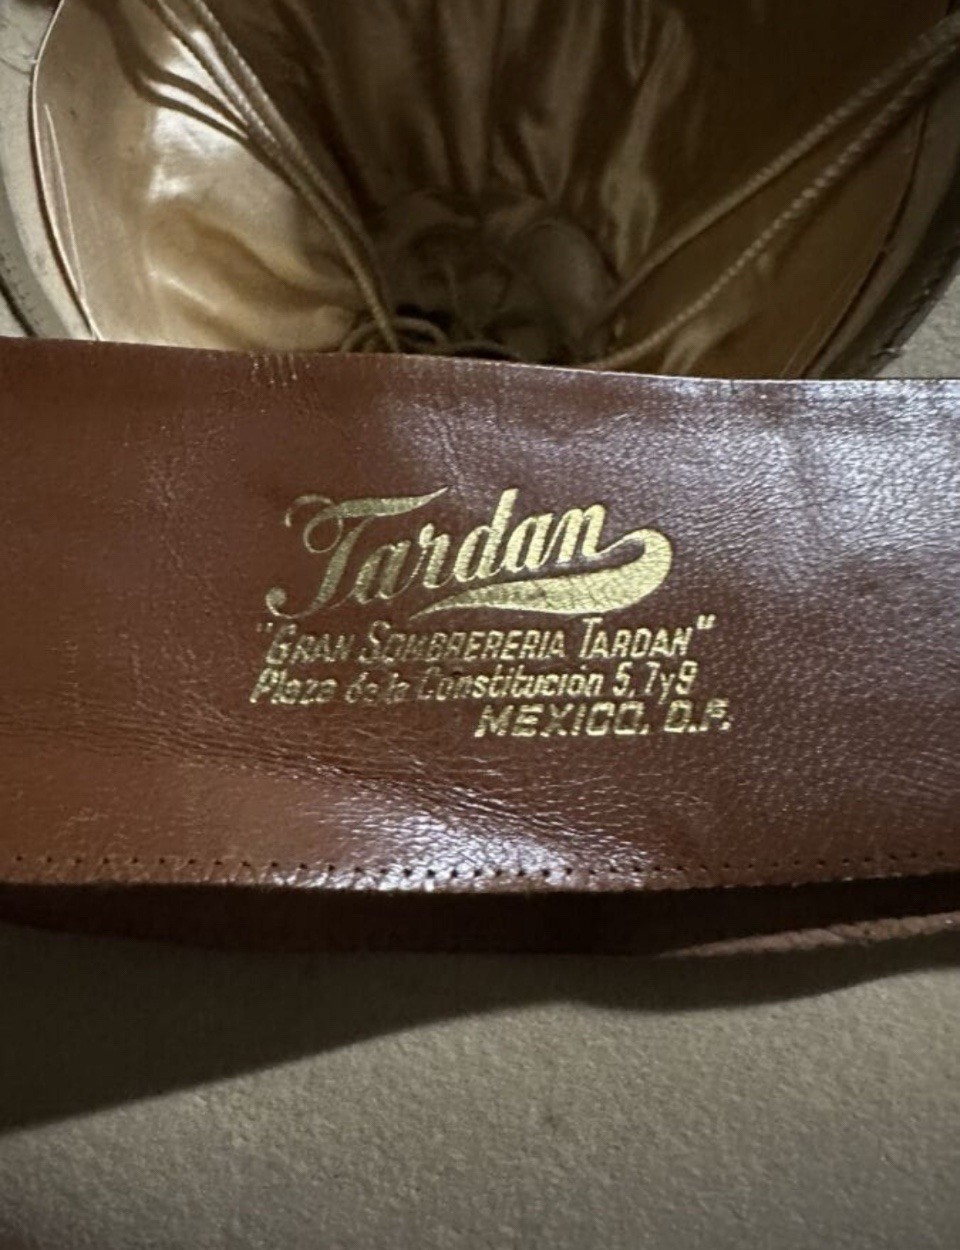 Tardan
"GRAN SOMBRERERIA TARDAN"
Plaza de la Constitucion 5, 7 y 9
MEXICO, D.F.